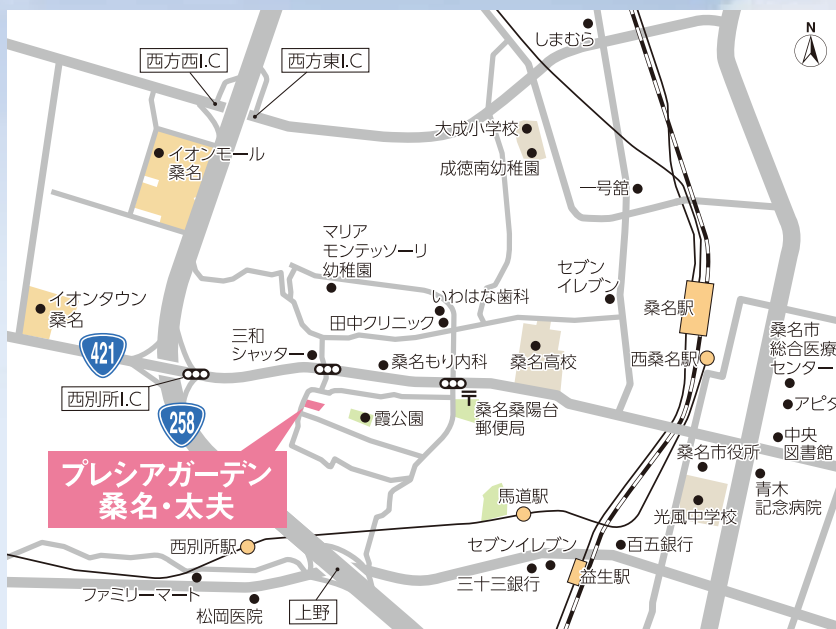 N
しまむら
西方西I.C
西方東I.C
大成小学校
成徳南幼稚園
イオンモール
桑名
一号舘
マリア
モンテッソーリ
幼稚園
セブン
イレブン
いわはな歯科
田中クリニック
イオンタウン
桑名
桑名駅
桑名市
総合医療
センター
三和
シャッター
421
桑名もり内科
桑名高校
西桑名駅
西別所I.C
アピタ
258
霞公園
〒
桑名桑陽台
郵便局
中央
図書館
桑名市役所
プレシアガーデン
桑名・太夫
青木
記念病院
馬道駅
光風中学校
西別所駅
セブンイレブン
百五銀行
三十三銀行
益生駅
ファミリーマート
松岡医院
上野